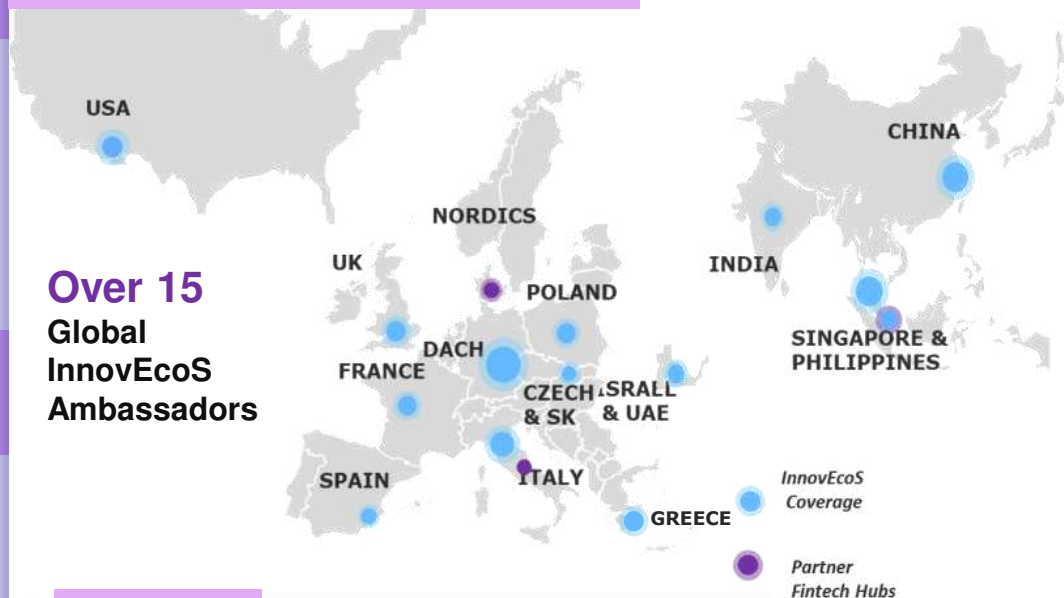 USA
CHINA
NORDICS
UK
INDIA
Over 15
Global
InnovEcoS
Ambassadors
POLAND
DACH
FRANCE
SINGAPORE &
PHILIPPINES
CZECH
& SK
& UAE
SPAIN
ITALY
GREECE
InnovEcoS
Coverage
Partner
Fintech Hubs